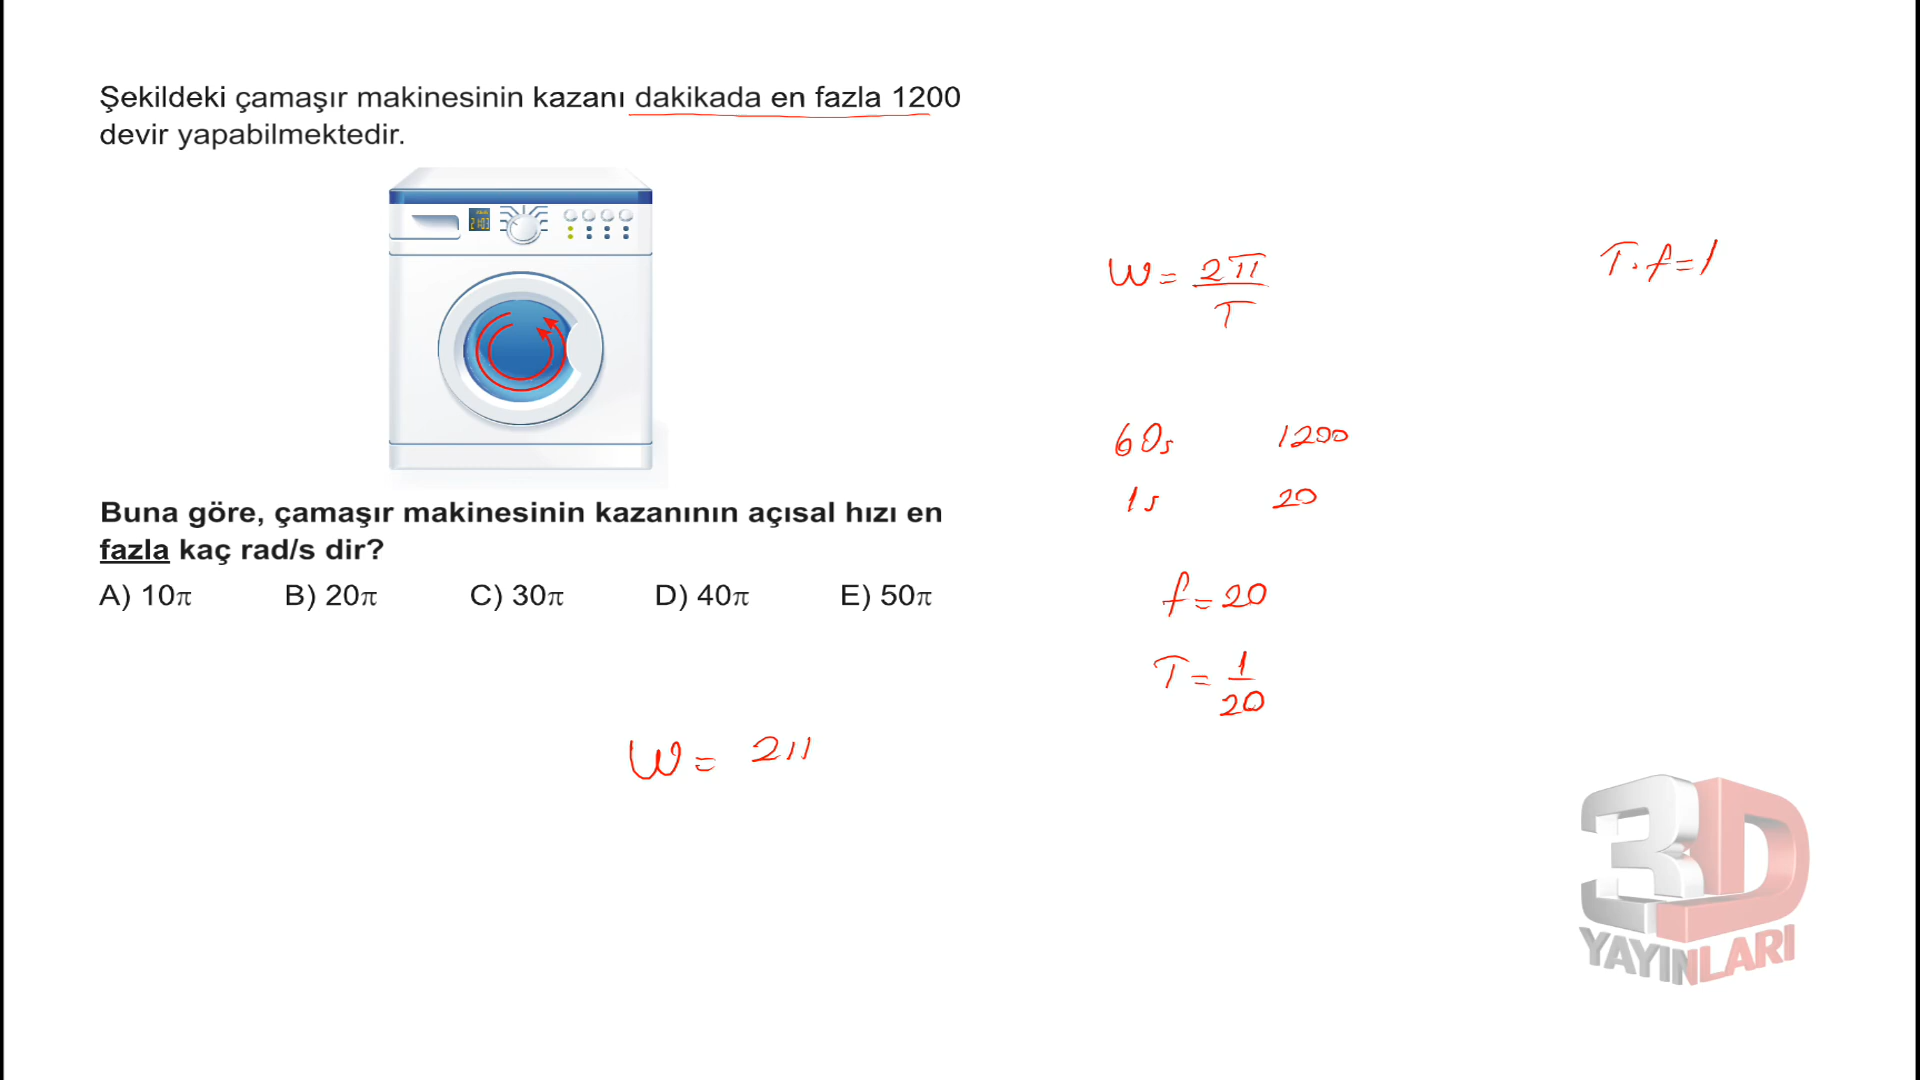 Şekildeki çamaşır makinesinin kazanı dakikada en fazla 1200
devir yapabilmektedir.
Buna göre, çamaşır makinesinin kazanının açısal hızı en
fazla kaç rad/s dir?
A) 10π B) 20π C) 30π D) 40π E) 50π
W = 2π
T
T.f=1
60s 1200
1s 20
f=20
T=1
20
W = 2π
3D
YAYINLARI